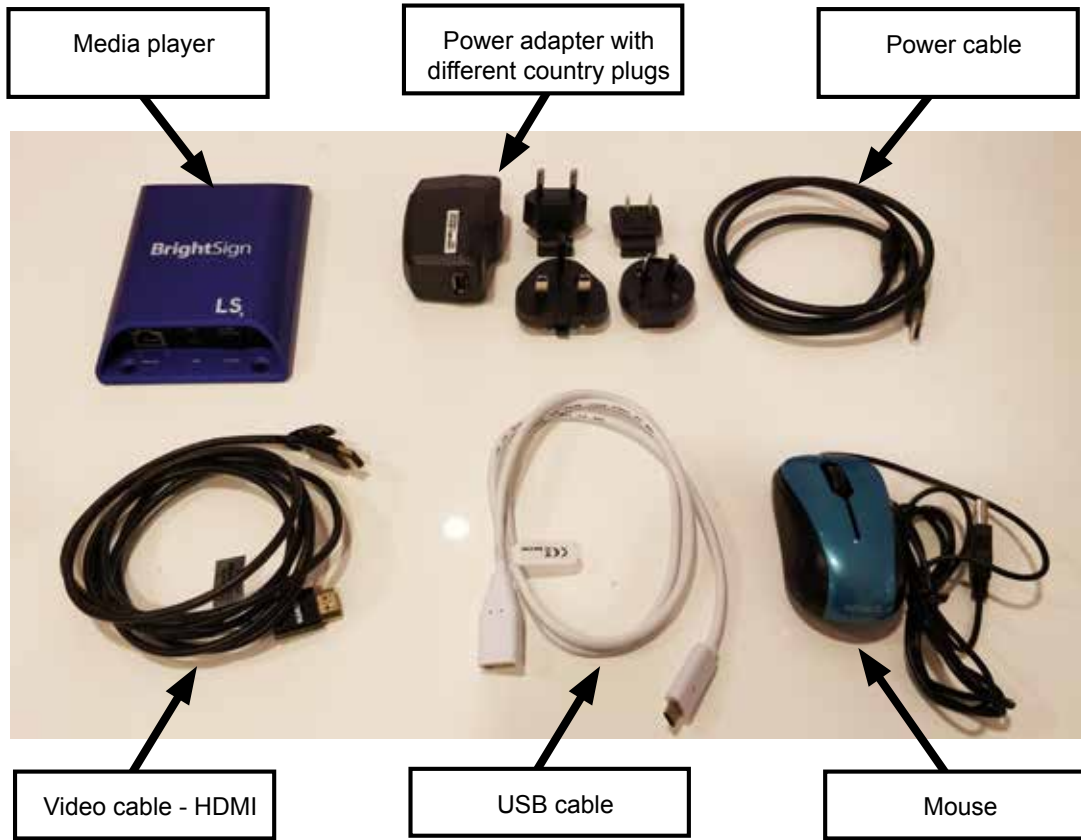 Media player
Power adapter with
different country plugs
Power cable
BrightSign
LS
Video cable - HDMI
USB cable
Mouse